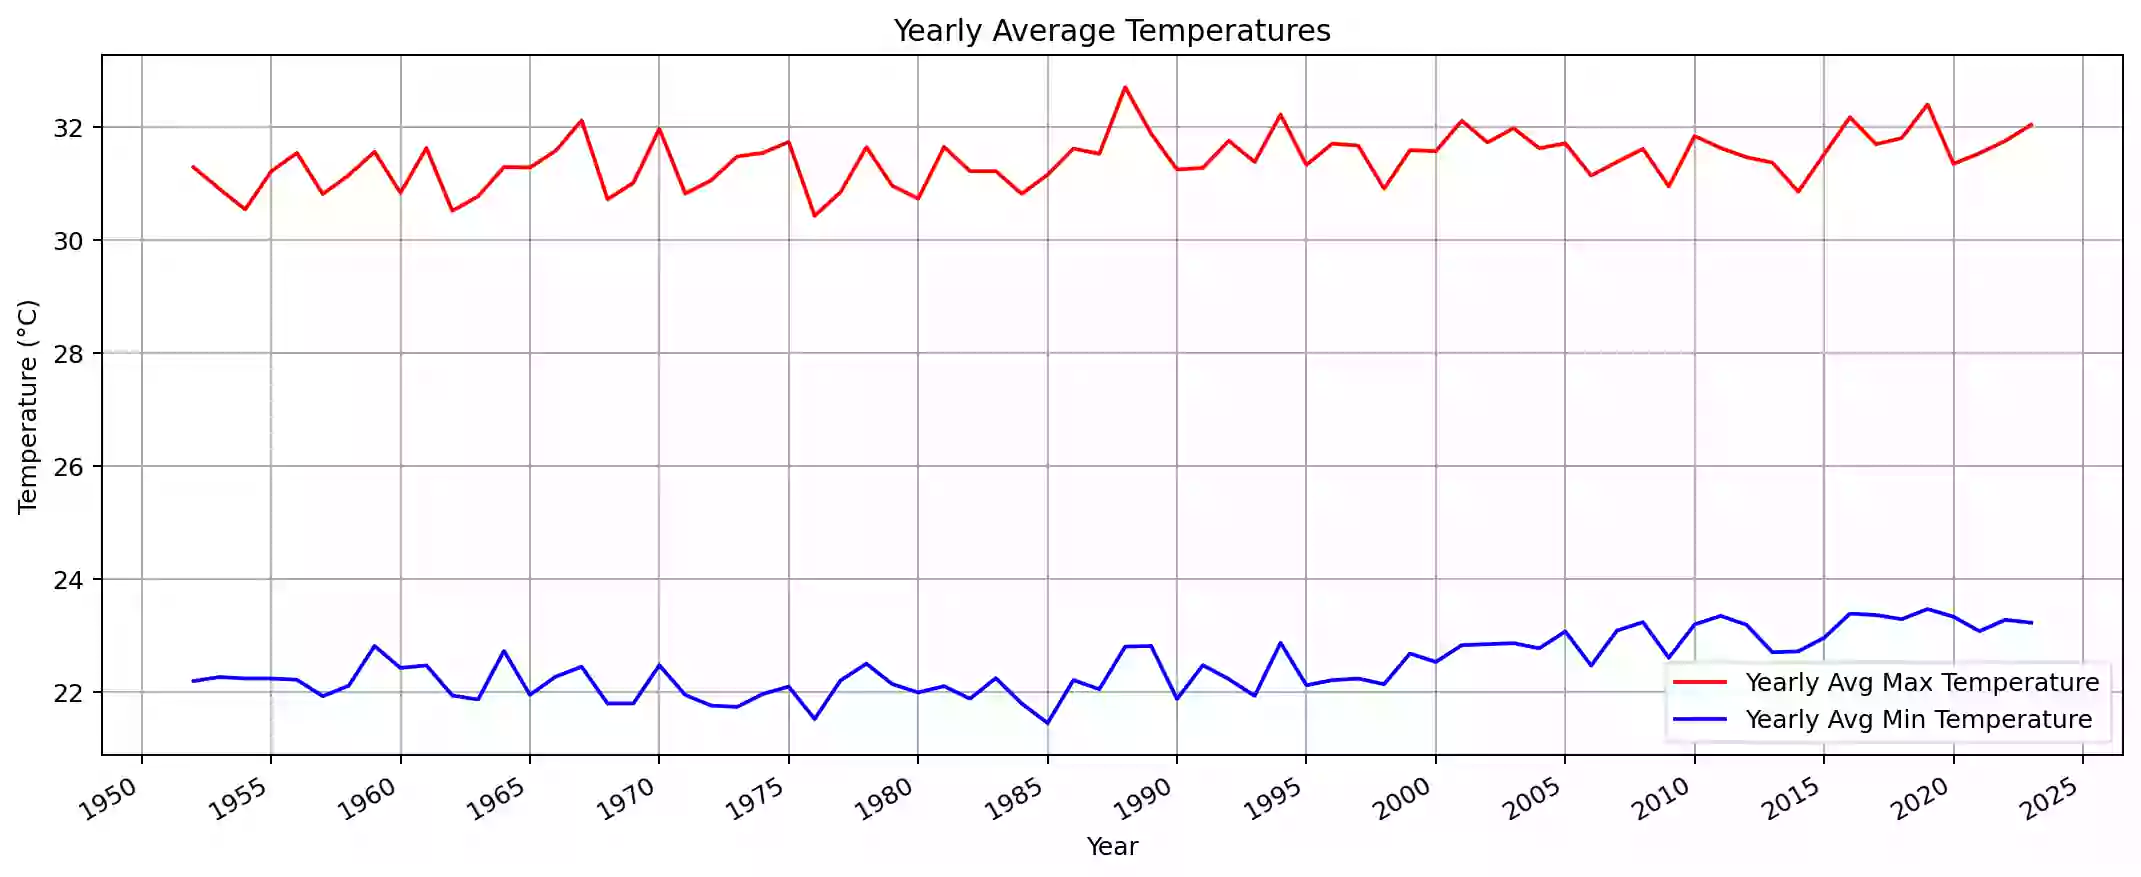 Yearly Average Temperatures
Temperature (°C)
32
30
28
26
24
22
Yearly Avg Max Temperature
Yearly Avg Min Temperature
1950 1955 1960 1965 1970 1975 1980 1985 1990 1995 2000 2005 2010 2015 2020 2025
Year